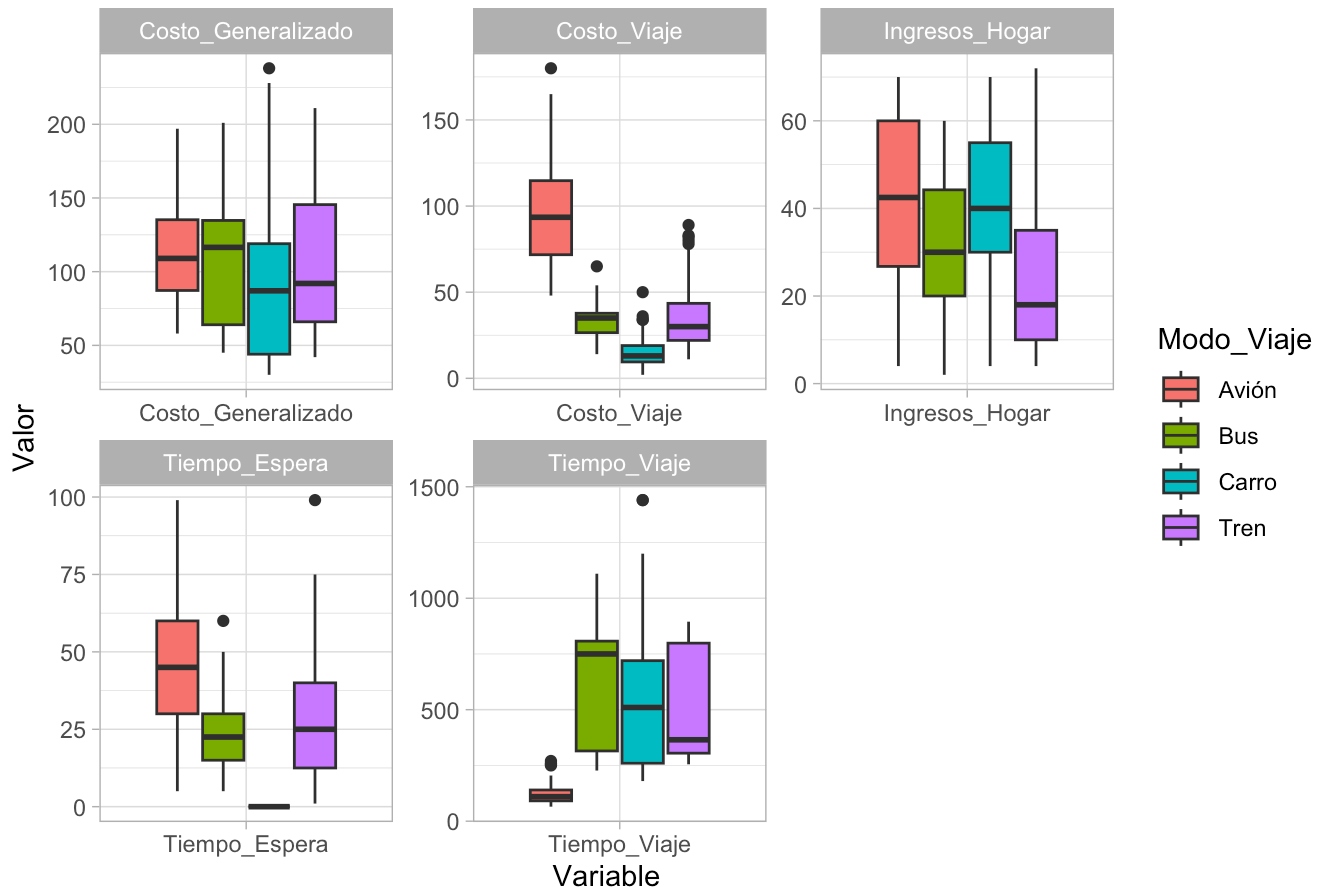 Costo_Generalizado
Costo_Viaje
Ingresos_Hogar
200
150
100
50
150
100
50
0
60
40
20
0
Costo_Generalizado
Costo_Viaje
Ingresos_Hogar
Valor
Modo_Viaje
Avión
Bus
Carro
Tren
Tiempo_Espera
Tiempo_Viaje
100
75
50
25
0
1500
1000
500
0
Tiempo_Espera
Tiempo_Viaje
Variable